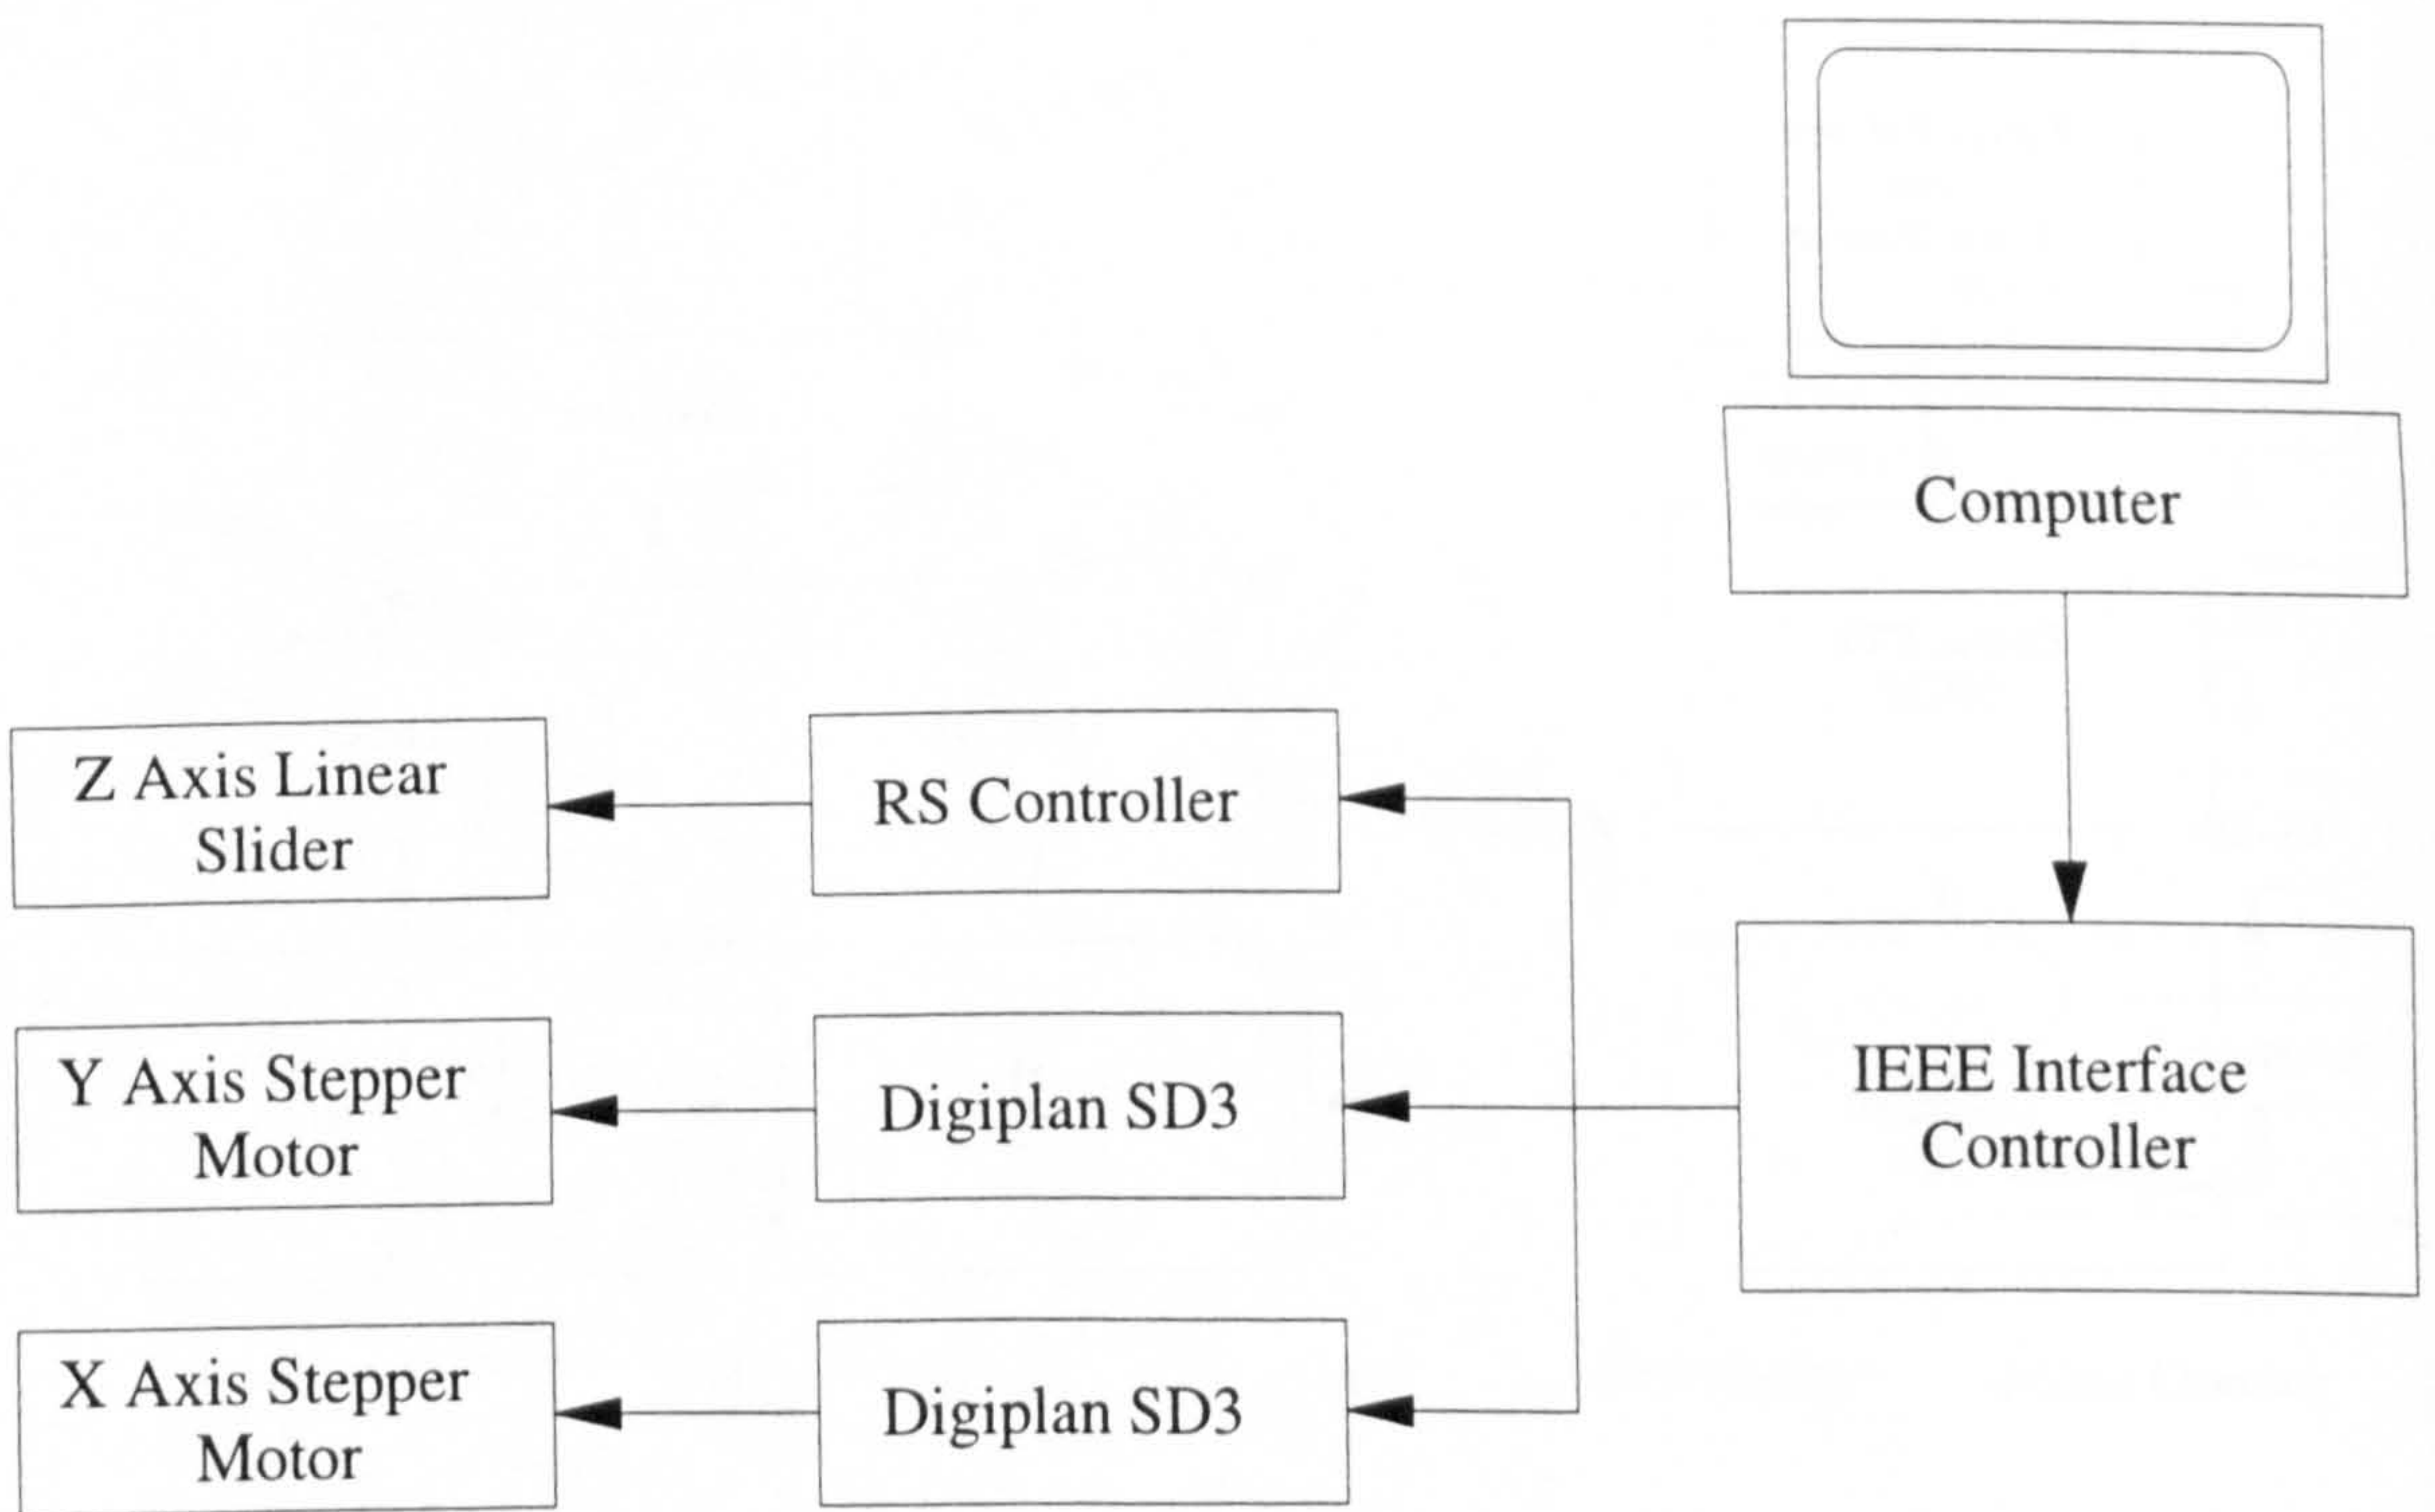 Computer
Z Axis Linear
Slider
RS Controller
Y Axis Stepper
Motor
Digiplan SD3
IEEE Interface
Controller
X Axis Stepper
Motor
Digiplan SD3